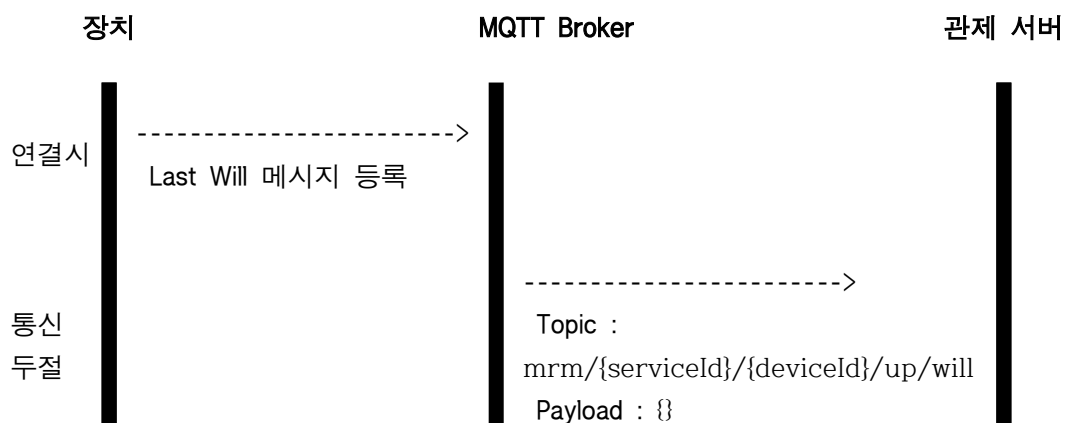 장치 MQTT Broker 관제 서버
------------------------>
연결시
Last Will 메시지 등록
------------------------>
통신
두절
Topic :
mrm/{serviceId}/{deviceId}/up/will
Payload : {}